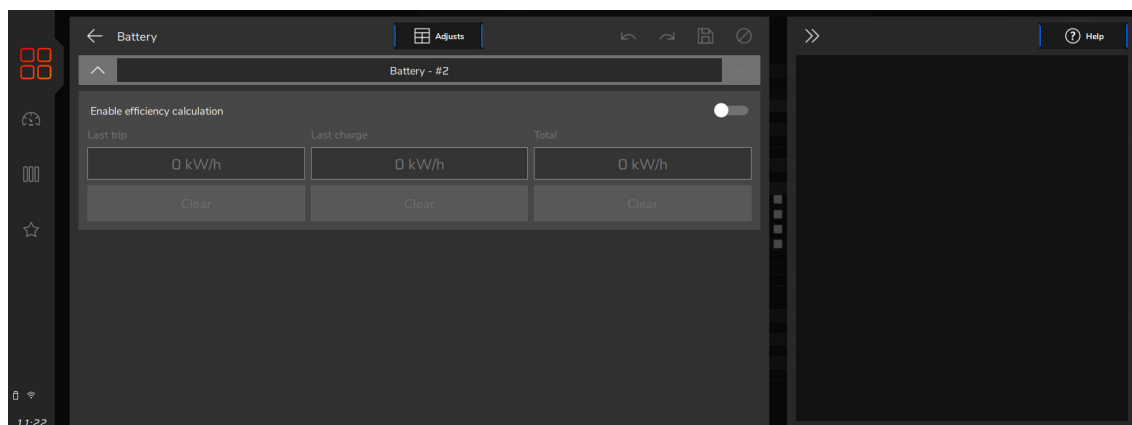 Battery
Adjusts
Help
Battery - #2
Enable efficiency calculation
Last trip
Last charge
Total
0 kW/h
0 kW/h
0 kW/h
Clear
Clear
Clear
11:22